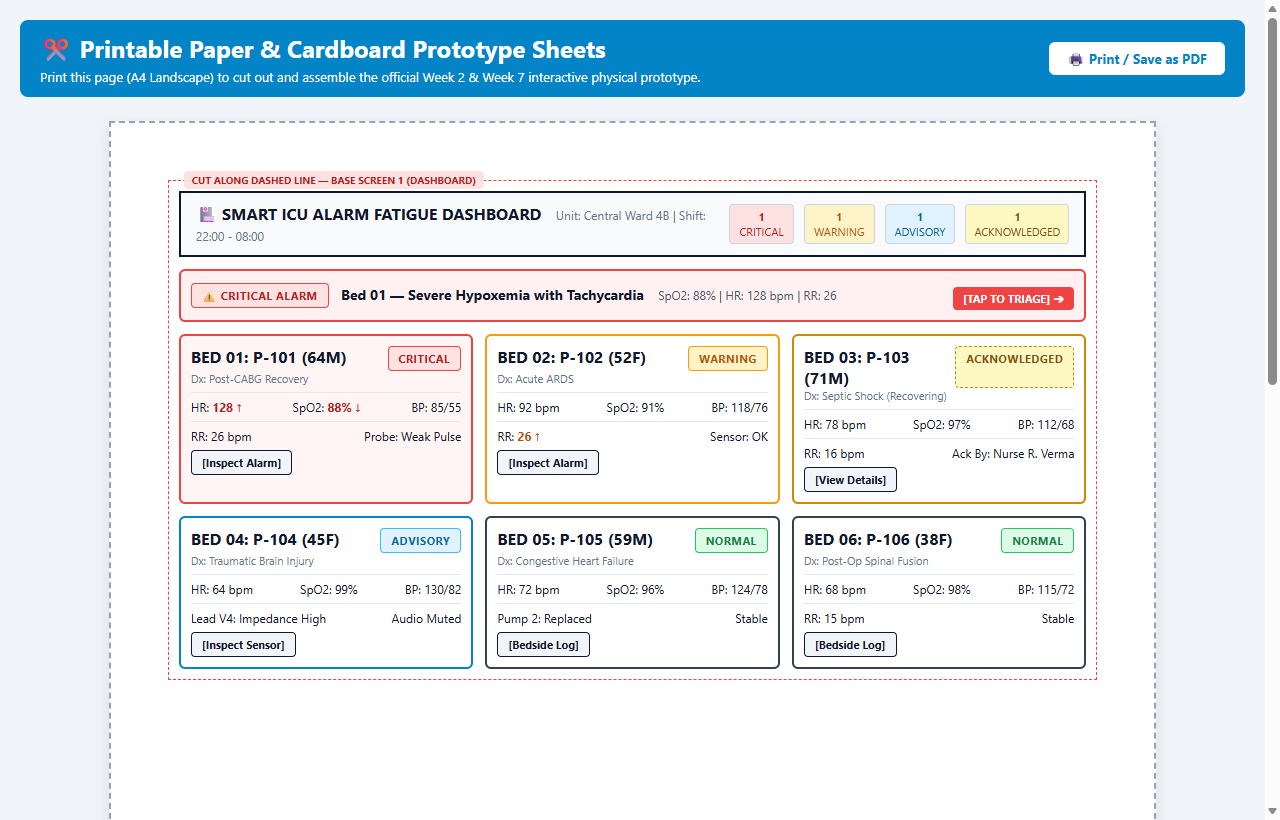 Printable Paper & Cardboard Prototype Sheets
Print this page (A4 Landscape) to cut out and assemble the official Week 2 & Week 7 interactive physical prototype.
Print / Save as PDF
CUT ALONG DASHED LINE — BASE SCREEN 1 (DASHBOARD)
SMART ICU ALARM FATIGUE DASHBOARD Unit: Central Ward 4B | Shift:
22:00 - 08:00
1
CRITICAL
1
WARNING
1
ADVISORY
1
ACKNOWLEDGED
CRITICAL ALARM Bed 01 — Severe Hypoxemia with Tachycardia SpO2: 88% | HR: 128 bpm | RR: 26 [TAP TO TRIAGE] ➔
BED 01: P-101 (64M) CRITICAL
Dx: Post-CABG Recovery
HR: 128 ↑ SpO2: 88% ↓ BP: 85/55
RR: 26 bpm Probe: Weak Pulse
[Inspect Alarm]
BED 02: P-102 (52F) WARNING
Dx: Acute ARDS
HR: 92 bpm SpO2: 91% BP: 118/76
RR: 26 ↑ Sensor: OK
[Inspect Alarm]
BED 03: P-103 ACKNOWLEDGED
(71M)
Dx: Septic Shock (Recovering)
HR: 78 bpm SpO2: 97% BP: 112/68
RR: 16 bpm Ack By: Nurse R. Verma
[View Details]
BED 04: P-104 (45F) ADVISORY
Dx: Traumatic Brain Injury
HR: 64 bpm SpO2: 99% BP: 130/82
Lead V4: Impedance High Audio Muted
[Inspect Sensor]
BED 05: P-105 (59M) NORMAL
Dx: Congestive Heart Failure
HR: 72 bpm SpO2: 96% BP: 124/78
Pump 2: Replaced Stable
[Bedside Log]
BED 06: P-106 (38F) NORMAL
Dx: Post-Op Spinal Fusion
HR: 68 bpm SpO2: 98% BP: 115/72
RR: 15 bpm Stable
[Bedside Log]